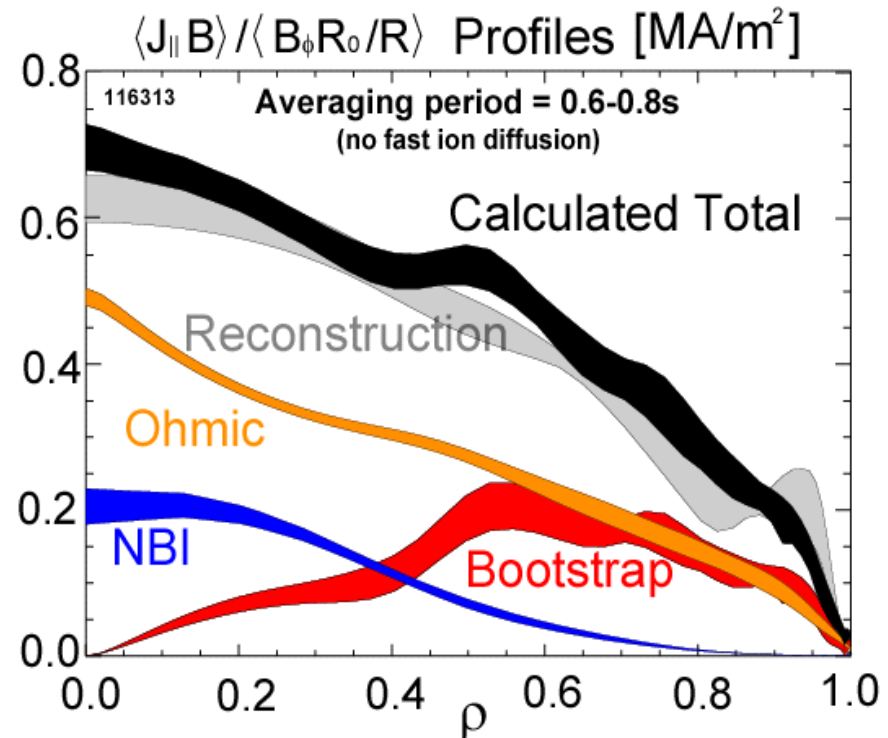 ⟨J∥B⟩/⟨BϕR₀/R⟩ Profiles [MA/m²]
116313
Averaging period = 0.6-0.8s
(no fast ion diffusion)
Calculated Total
Reconstruction
Ohmic
NBI
Bootstrap
0.8
0.6
0.4
0.2
0.0
0.0 0.2 0.4 0.6 0.8 1.0
ρ